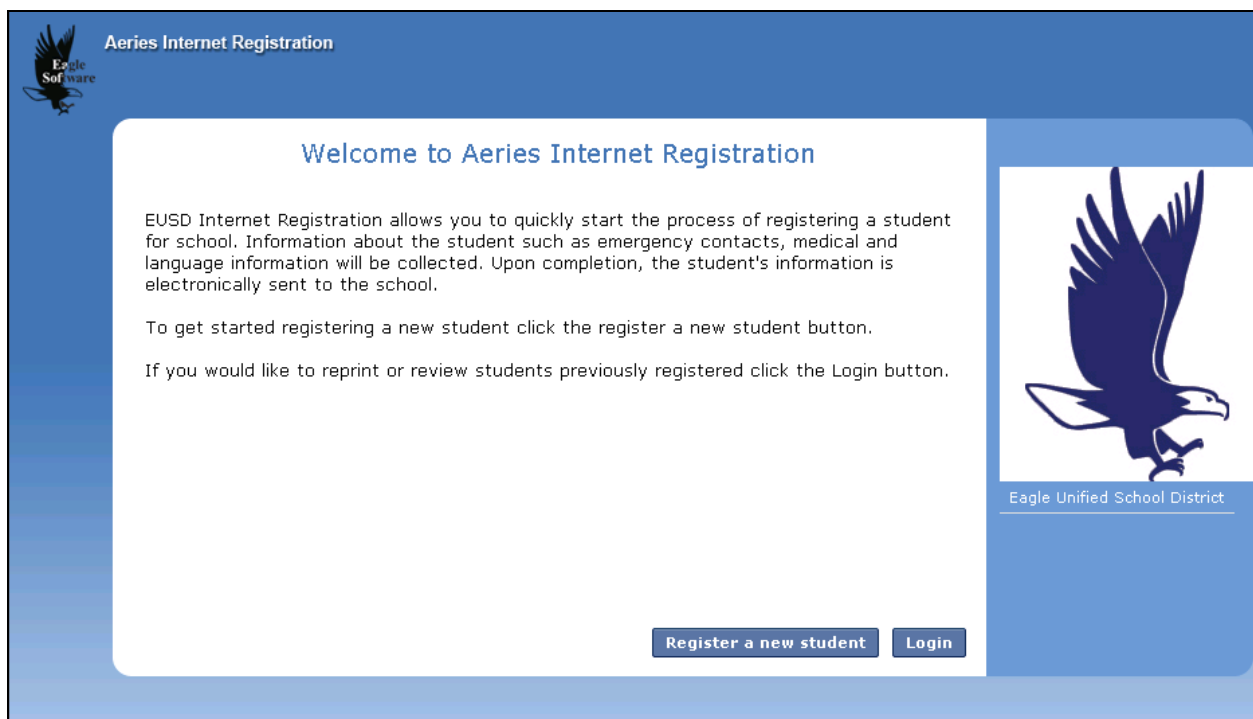 Eagle
Software
Aeries Internet Registration
Welcome to Aeries Internet Registration
EUSD Internet Registration allows you to quickly start the process of registering a student
for school. Information about the student such as emergency contacts, medical and
language information will be collected. Upon completion, the student's information is
electronically sent to the school.
To get started registering a new student click the register a new student button.
If you would like to reprint or review students previously registered click the Login button.
Eagle Unified School District
Register a new student
Login